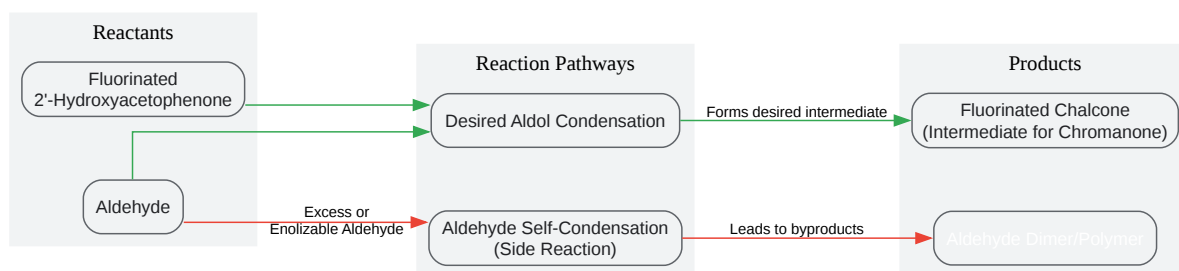 Reactants
Fluorinated
2'-Hydroxyacetophenone
Aldehyde
Excess or
Enolizable Aldehyde
Reaction Pathways
Desired Aldol Condensation
Aldehyde Self-Condensation
(Side Reaction)
Forms desired intermediate
Leads to byproducts
Products
Fluorinated Chalcone
(Intermediate for Chromanone)
Aldehyde Dimer/Polymer